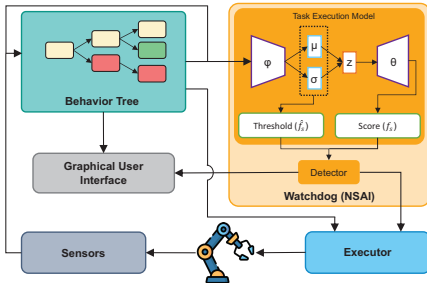 Task Execution Model
φ
μ
σ
z
θ
Behavior Tree
Threshold (f̂ₛ)
Score (fₛ)
Graphical User
Interface
Detector
Watchdog (NSAI)
Sensors
Executor